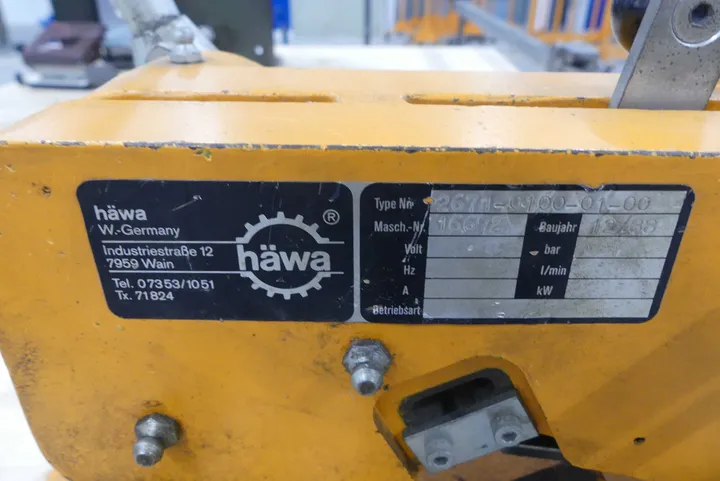 häwa
W.-Germany
Industriestraße 12
7959 Wain
Tel. 07353/1051
Tx. 71824
häwa
®
Type Nr.
Masch.-Nr. Baujahr
Volt bar
Hz l/min
A kW
Betriebsart